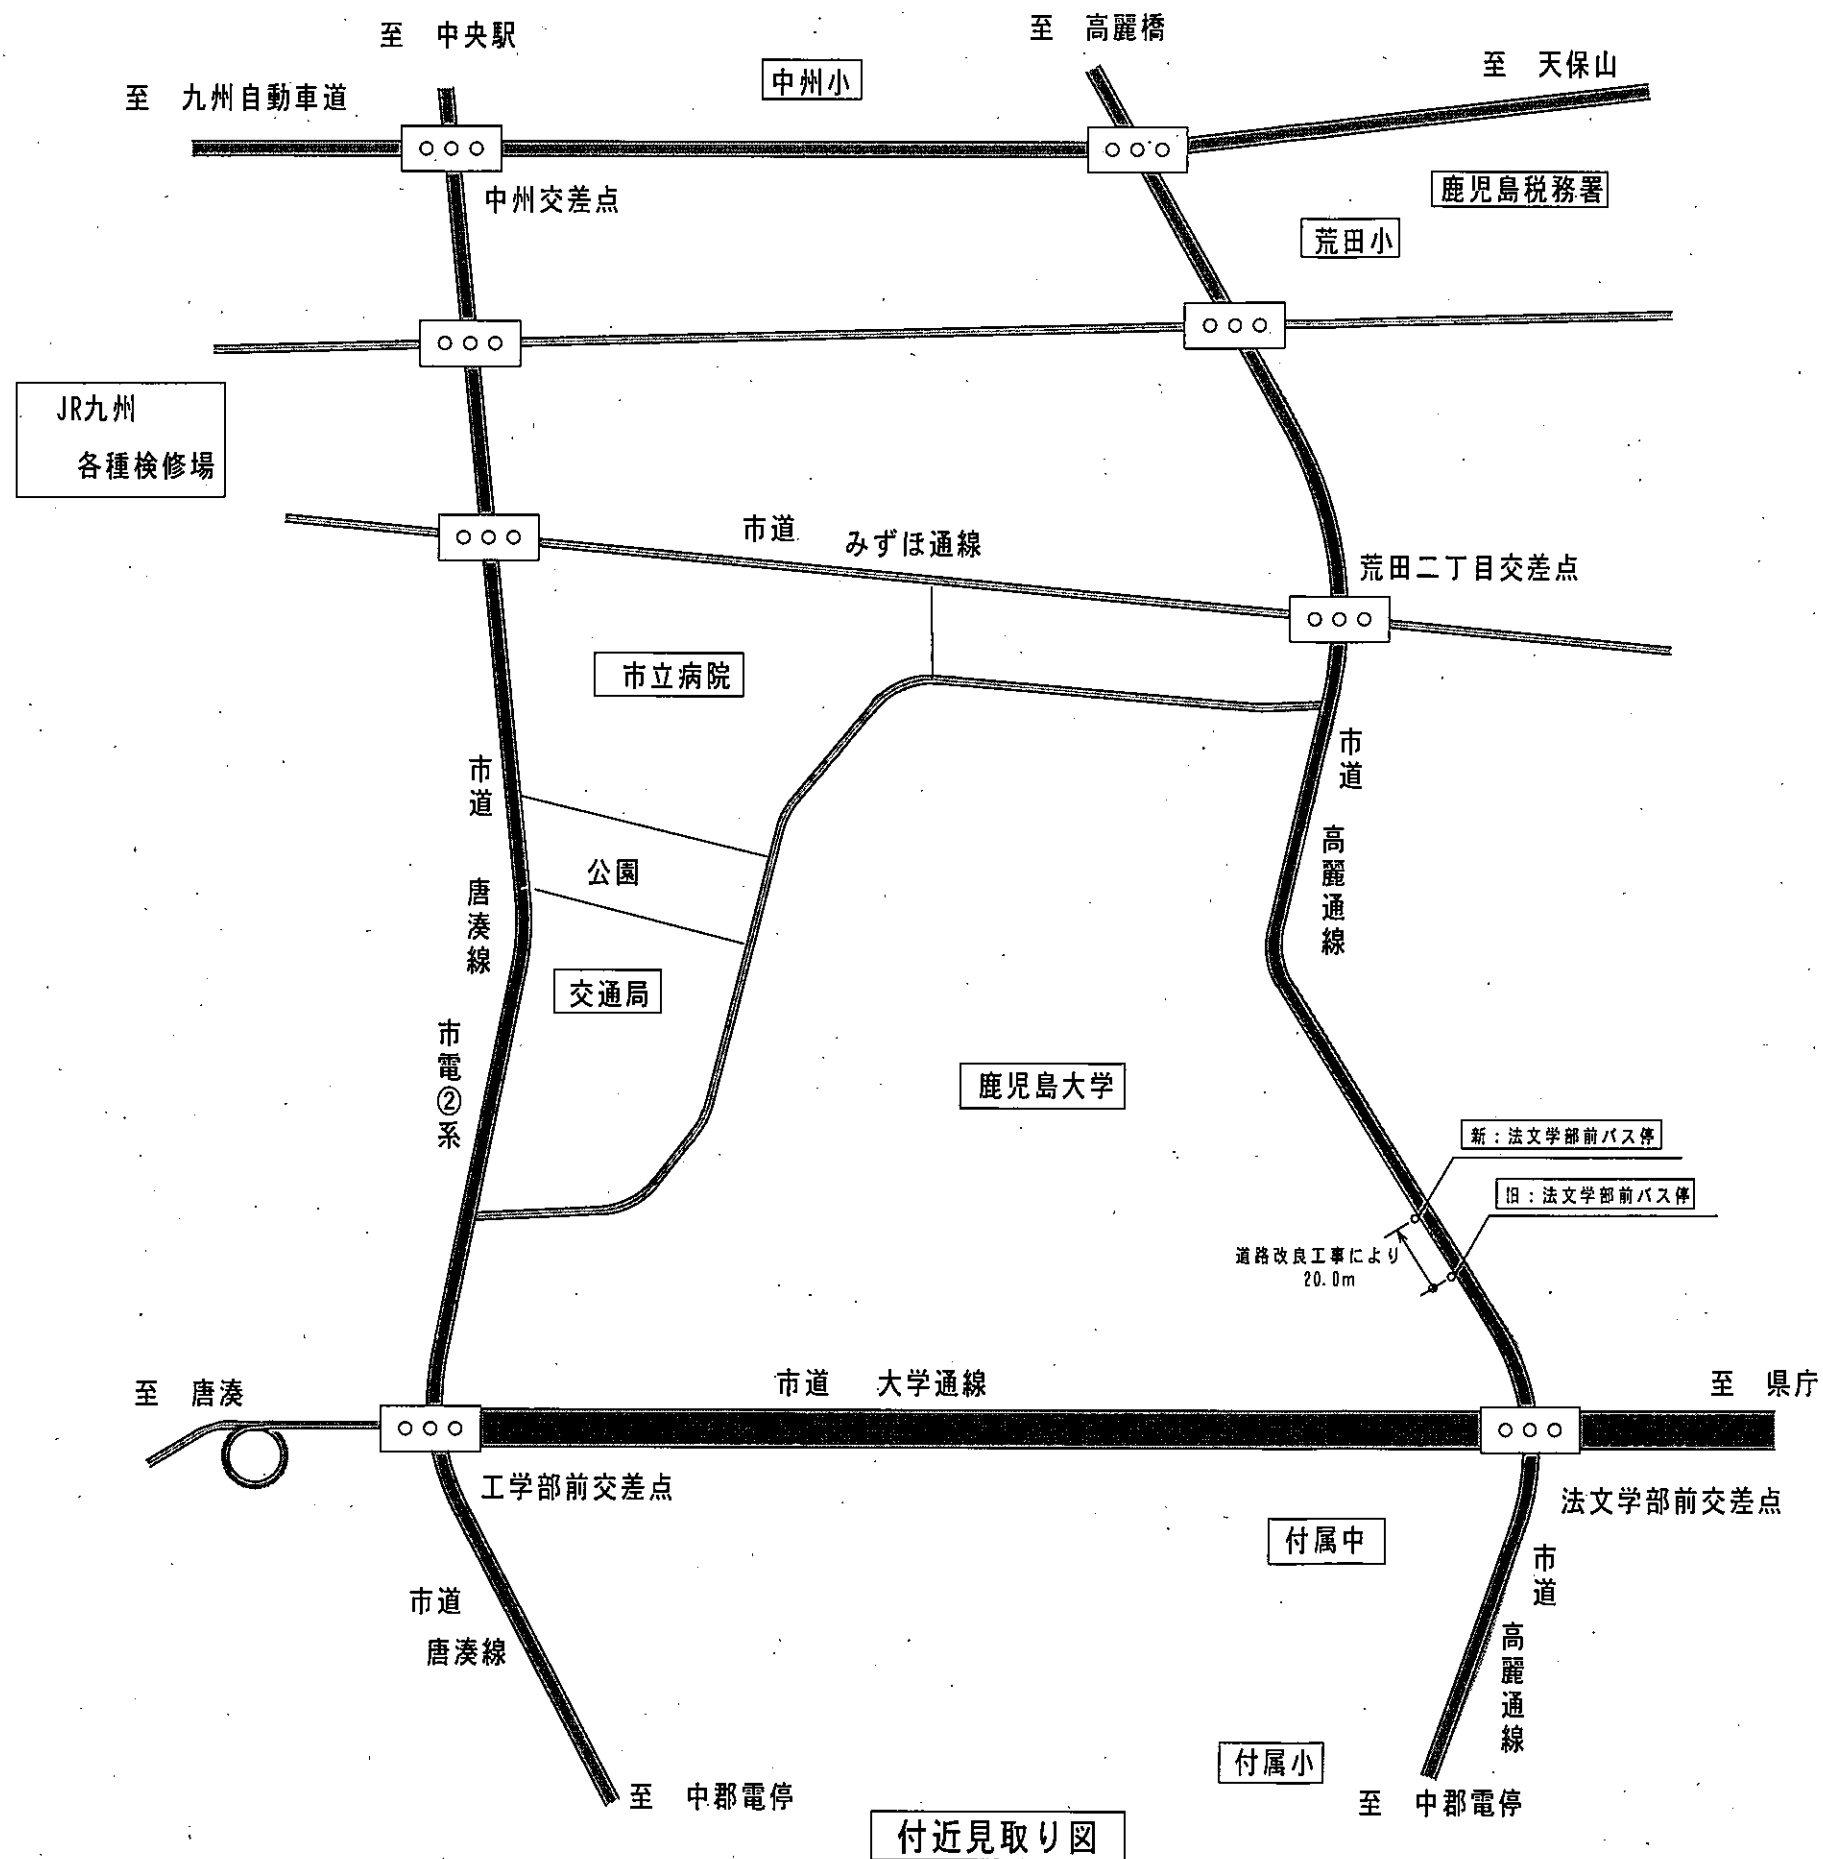 至 中央駅
至 高麗橋
至 九州自動車道
中州小
至 天保山
中州交差点
鹿児島税務署
荒田小
JR九州
各種検修場
市道 みずほ通線
荒田二丁目交差点
市立病院
市道
市道
高麗通線
公園
唐湊線
交通局
市電②系
鹿児島大学
新：法文学部前バス停
旧：法文学部前バス停
道路改良工事により
20.0m
至 唐湊
市道 大学通線
至 県庁
工学部前交差点
法文学部前交差点
付属中
市道
唐湊線
市道
高麗通線
付属小
至 中郡電停
至 中郡電停
付近見取り図